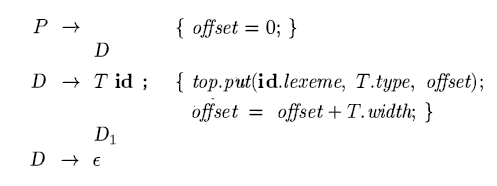 P → { offset = 0; }
D
D → T id ; { top.put(id.lexeme, T.type, offset);
offset = offset + T.width; }
D₁
D → ϵ